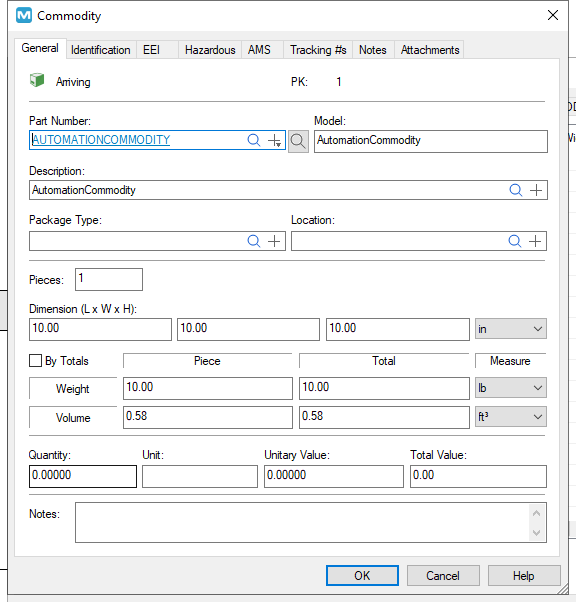 Commodity
General Identification EEI Hazardous AMS Tracking #s Notes Attachments
Arriving PK: 1
Part Number: Model:
AUTOMATIONCOMMODITY AutomationCommodity
Description:
AutomationCommodity
Package Type: Location:
Pieces: 1
Dimension (L x W x H):
10.00 10.00 10.00 in
By Totals Piece Total Measure
Weight 10.00 10.00 lb
Volume 0.58 0.58 ft³
Quantity: Unit: Unitary Value: Total Value:
0.00000 0.00000 0.00
Notes:
OK Cancel Help